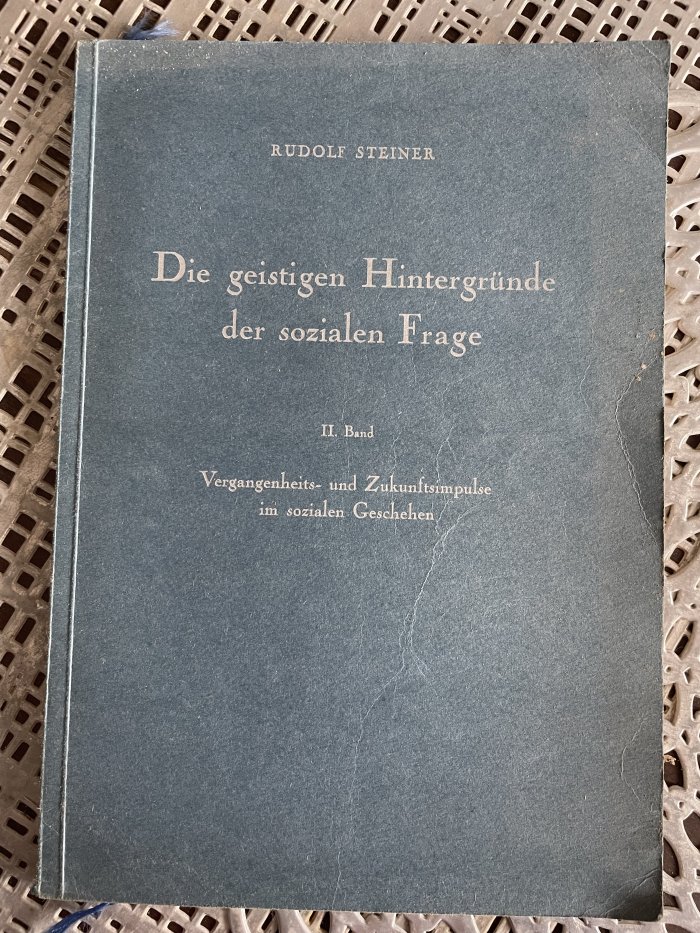 RUDOLF STEINER
Die geistigen Hintergründe
der sozialen Frage
II. Band
Vergangenheits- und Zukunftsimpulse
im sozialen Geschehen